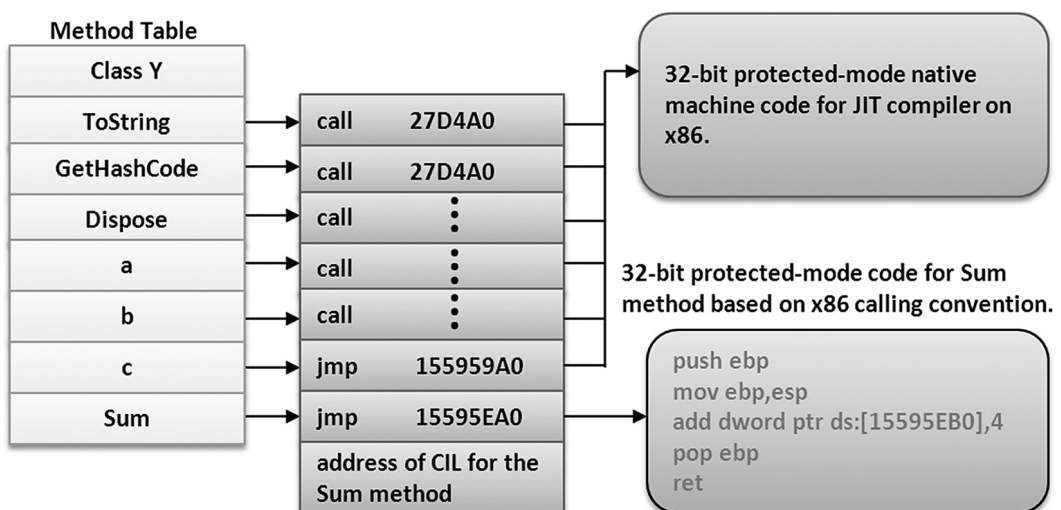 Method Table
Class Y
ToString
GetHashCode
Dispose
a
b
c
Sum
call 27D4A0
call 27D4A0
call
call
call
jmp 155959A0
jmp 15595EA0
address of CIL for the
Sum method
32-bit protected-mode native
machine code for JIT compiler on
x86.
32-bit protected-mode code for Sum
method based on x86 calling convention.
push ebp
mov ebp,esp
add dword ptr ds:[15595EB0],4
pop ebp
ret